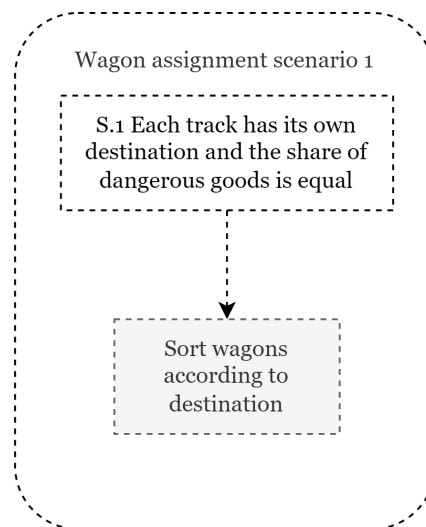 Wagon assignment scenario 1
S.1 Each track has its own
destination and the share of
dangerous goods is equal
Sort wagons
according to
destination